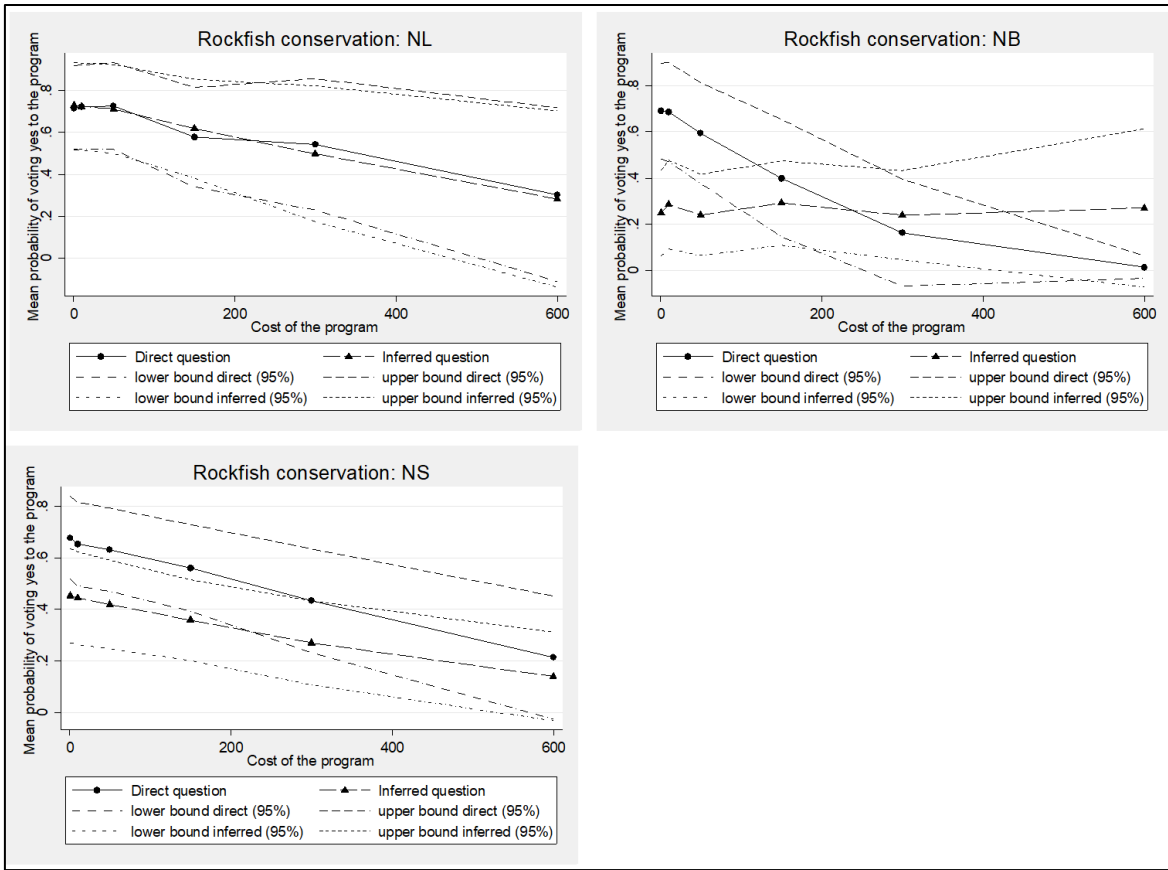 Rockfish conservation: NL
Mean probability of voting yes to the program
.8
.6
.4
.2
0
0 200 400 600
Cost of the program
Direct question Inferred question
lower bound direct (95%) upper bound direct (95%)
lower bound inferred (95%) upper bound inferred (95%)
Rockfish conservation: NB
Mean probability of voting yes to the program
.8
.6
.4
.2
0
0 200 400 600
Cost of the program
Direct question Inferred question
lower bound direct (95%) upper bound direct (95%)
lower bound inferred (95%) upper bound inferred (95%)
Rockfish conservation: NS
Mean probability of voting yes to the program
.8
.6
.4
.2
0
0 200 400 600
Cost of the program
Direct question Inferred question
lower bound direct (95%) upper bound direct (95%)
lower bound inferred (95%) upper bound inferred (95%)